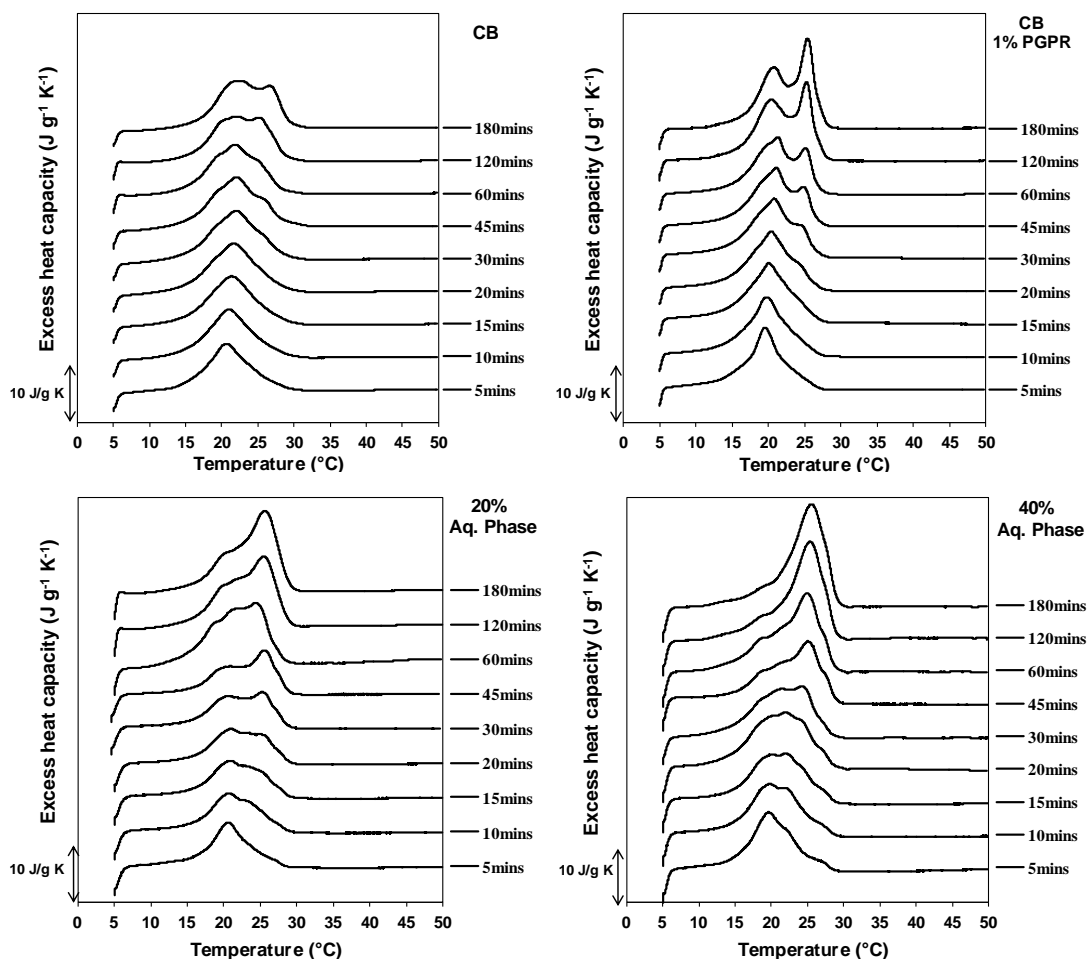 CB
Excess heat capacity (J g⁻¹ K⁻¹)
180mins
120mins
60mins
45mins
30mins
20mins
15mins
10mins
5mins
10 J/g K
0 5 10 15 20 25 30 35 40 45 50
Temperature (°C)
CB
1% PGPR
Excess heat capacity (J g⁻¹ K⁻¹)
180mins
120mins
60mins
45mins
30mins
20mins
15mins
10mins
5mins
10 J/g K
0 5 10 15 20 25 30 35 40 45 50
Temperature (°C)
20%
Aq. Phase
Excess heat capacity (J g⁻¹ K⁻¹)
180mins
120mins
60mins
45mins
30mins
20mins
15mins
10mins
5mins
10 J/g K
0 5 10 15 20 25 30 35 40 45 50
Temperature (°C)
40%
Aq. Phase
Excess heat capacity (J g⁻¹ K⁻¹)
180mins
120mins
60mins
45mins
30mins
20mins
15mins
10mins
5mins
10 J/g K
0 5 10 15 20 25 30 35 40 45 50
Temperature (°C)